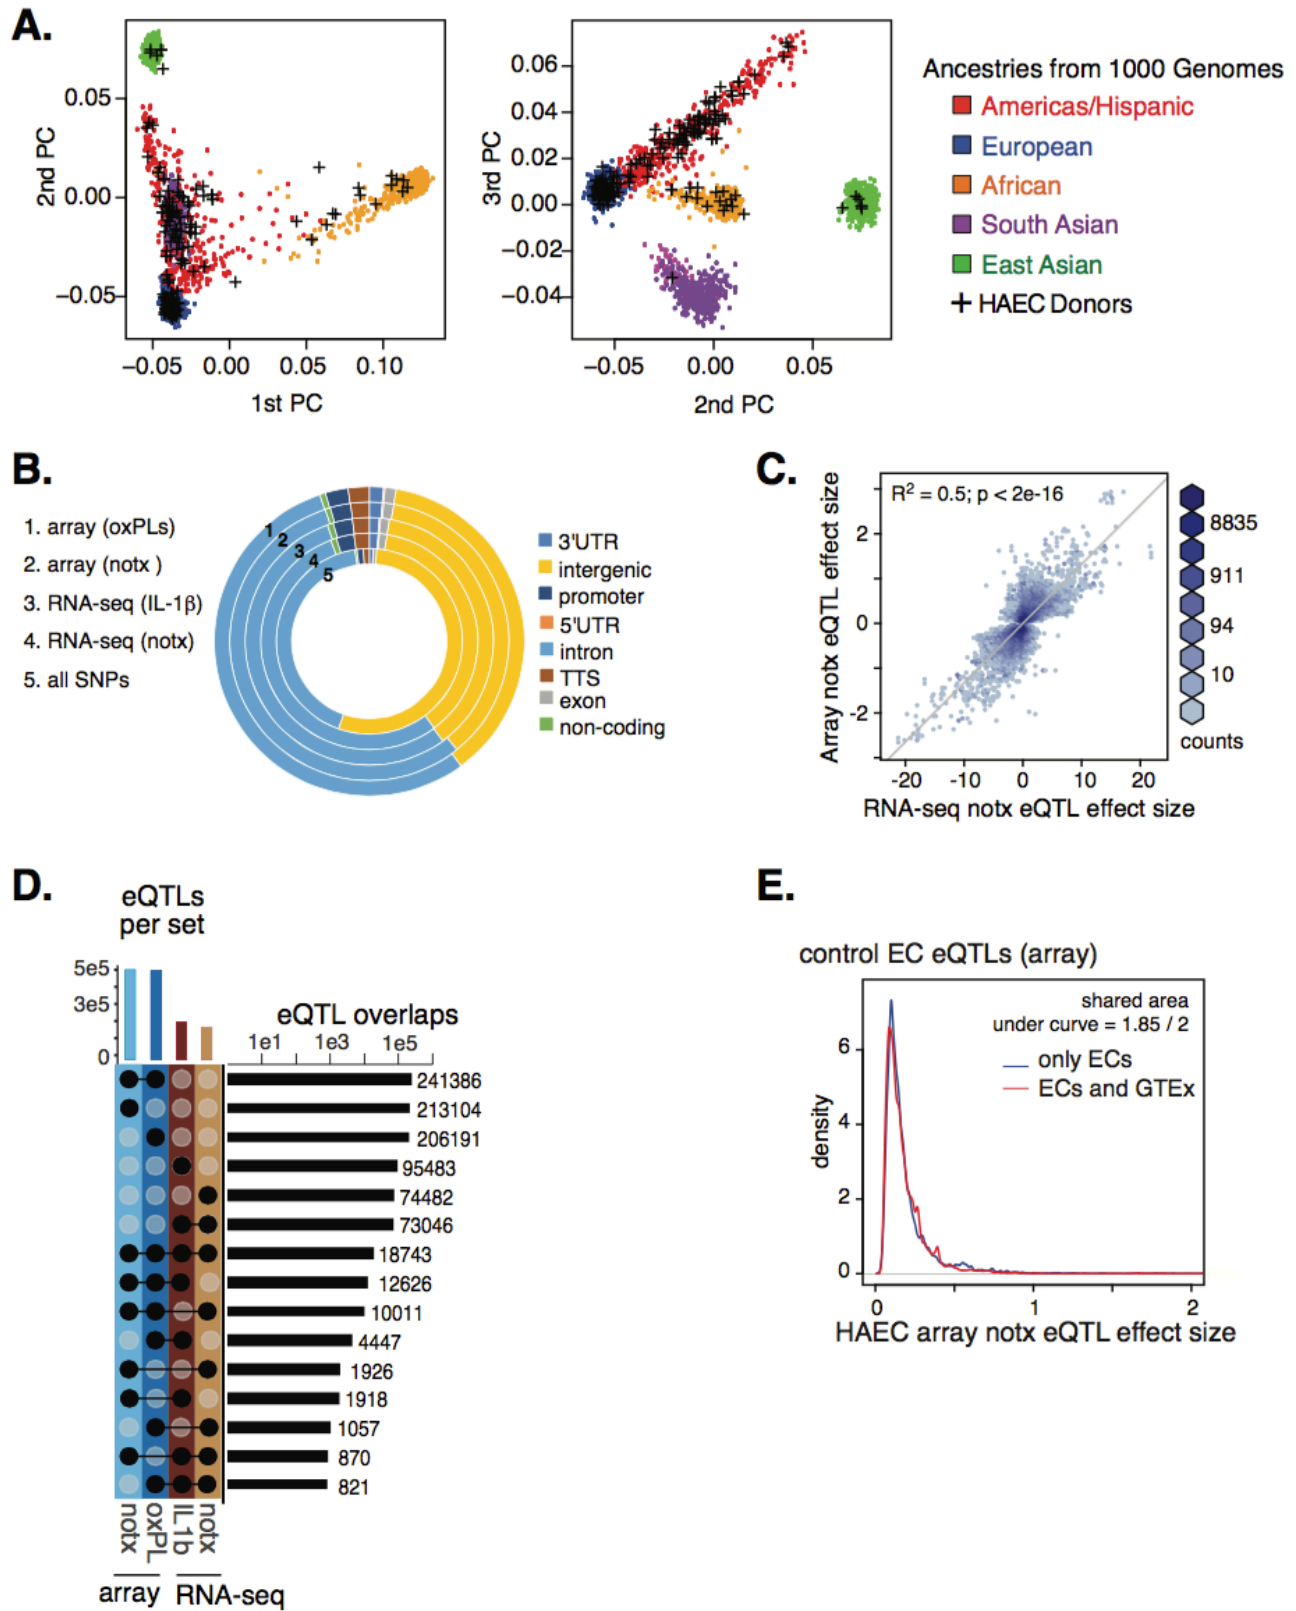 A.
2nd PC
0.05
0.00
−0.05
−0.05 0.00 0.05 0.10
1st PC
3rd PC
0.06
0.04
0.02
0.00
−0.02
−0.04
−0.05 0.00 0.05
2nd PC
Ancestries from 1000 Genomes
Americas/Hispanic
European
African
South Asian
East Asian
+ HAEC Donors
B.
1. array (oxPLs)
2. array (notx )
3. RNA-seq (IL-1β)
4. RNA-seq (notx)
5. all SNPs
1
2
3
4
5
3'UTR
intergenic
promoter
5'UTR
intron
TTS
exon
non-coding
C.
Array notx eQTL effect size
R² = 0.5; p < 2e-16
2
0
-2
-20 -10 0 10 20
RNA-seq notx eQTL effect size
8835
911
94
10
counts
D.
eQTLs
per set
5e5
3e5
0
eQTL overlaps
1e1 1e3 1e5
241386
213104
206191
95483
74482
73046
18743
12626
10011
4447
1926
1918
1057
870
821
notx
oxPL
IL1b
notx
array RNA-seq
E.
control EC eQTLs (array)
shared area
under curve = 1.85 / 2
only ECs
ECs and GTEx
density
6
4
2
0
0 1 2
HAEC array notx eQTL effect size